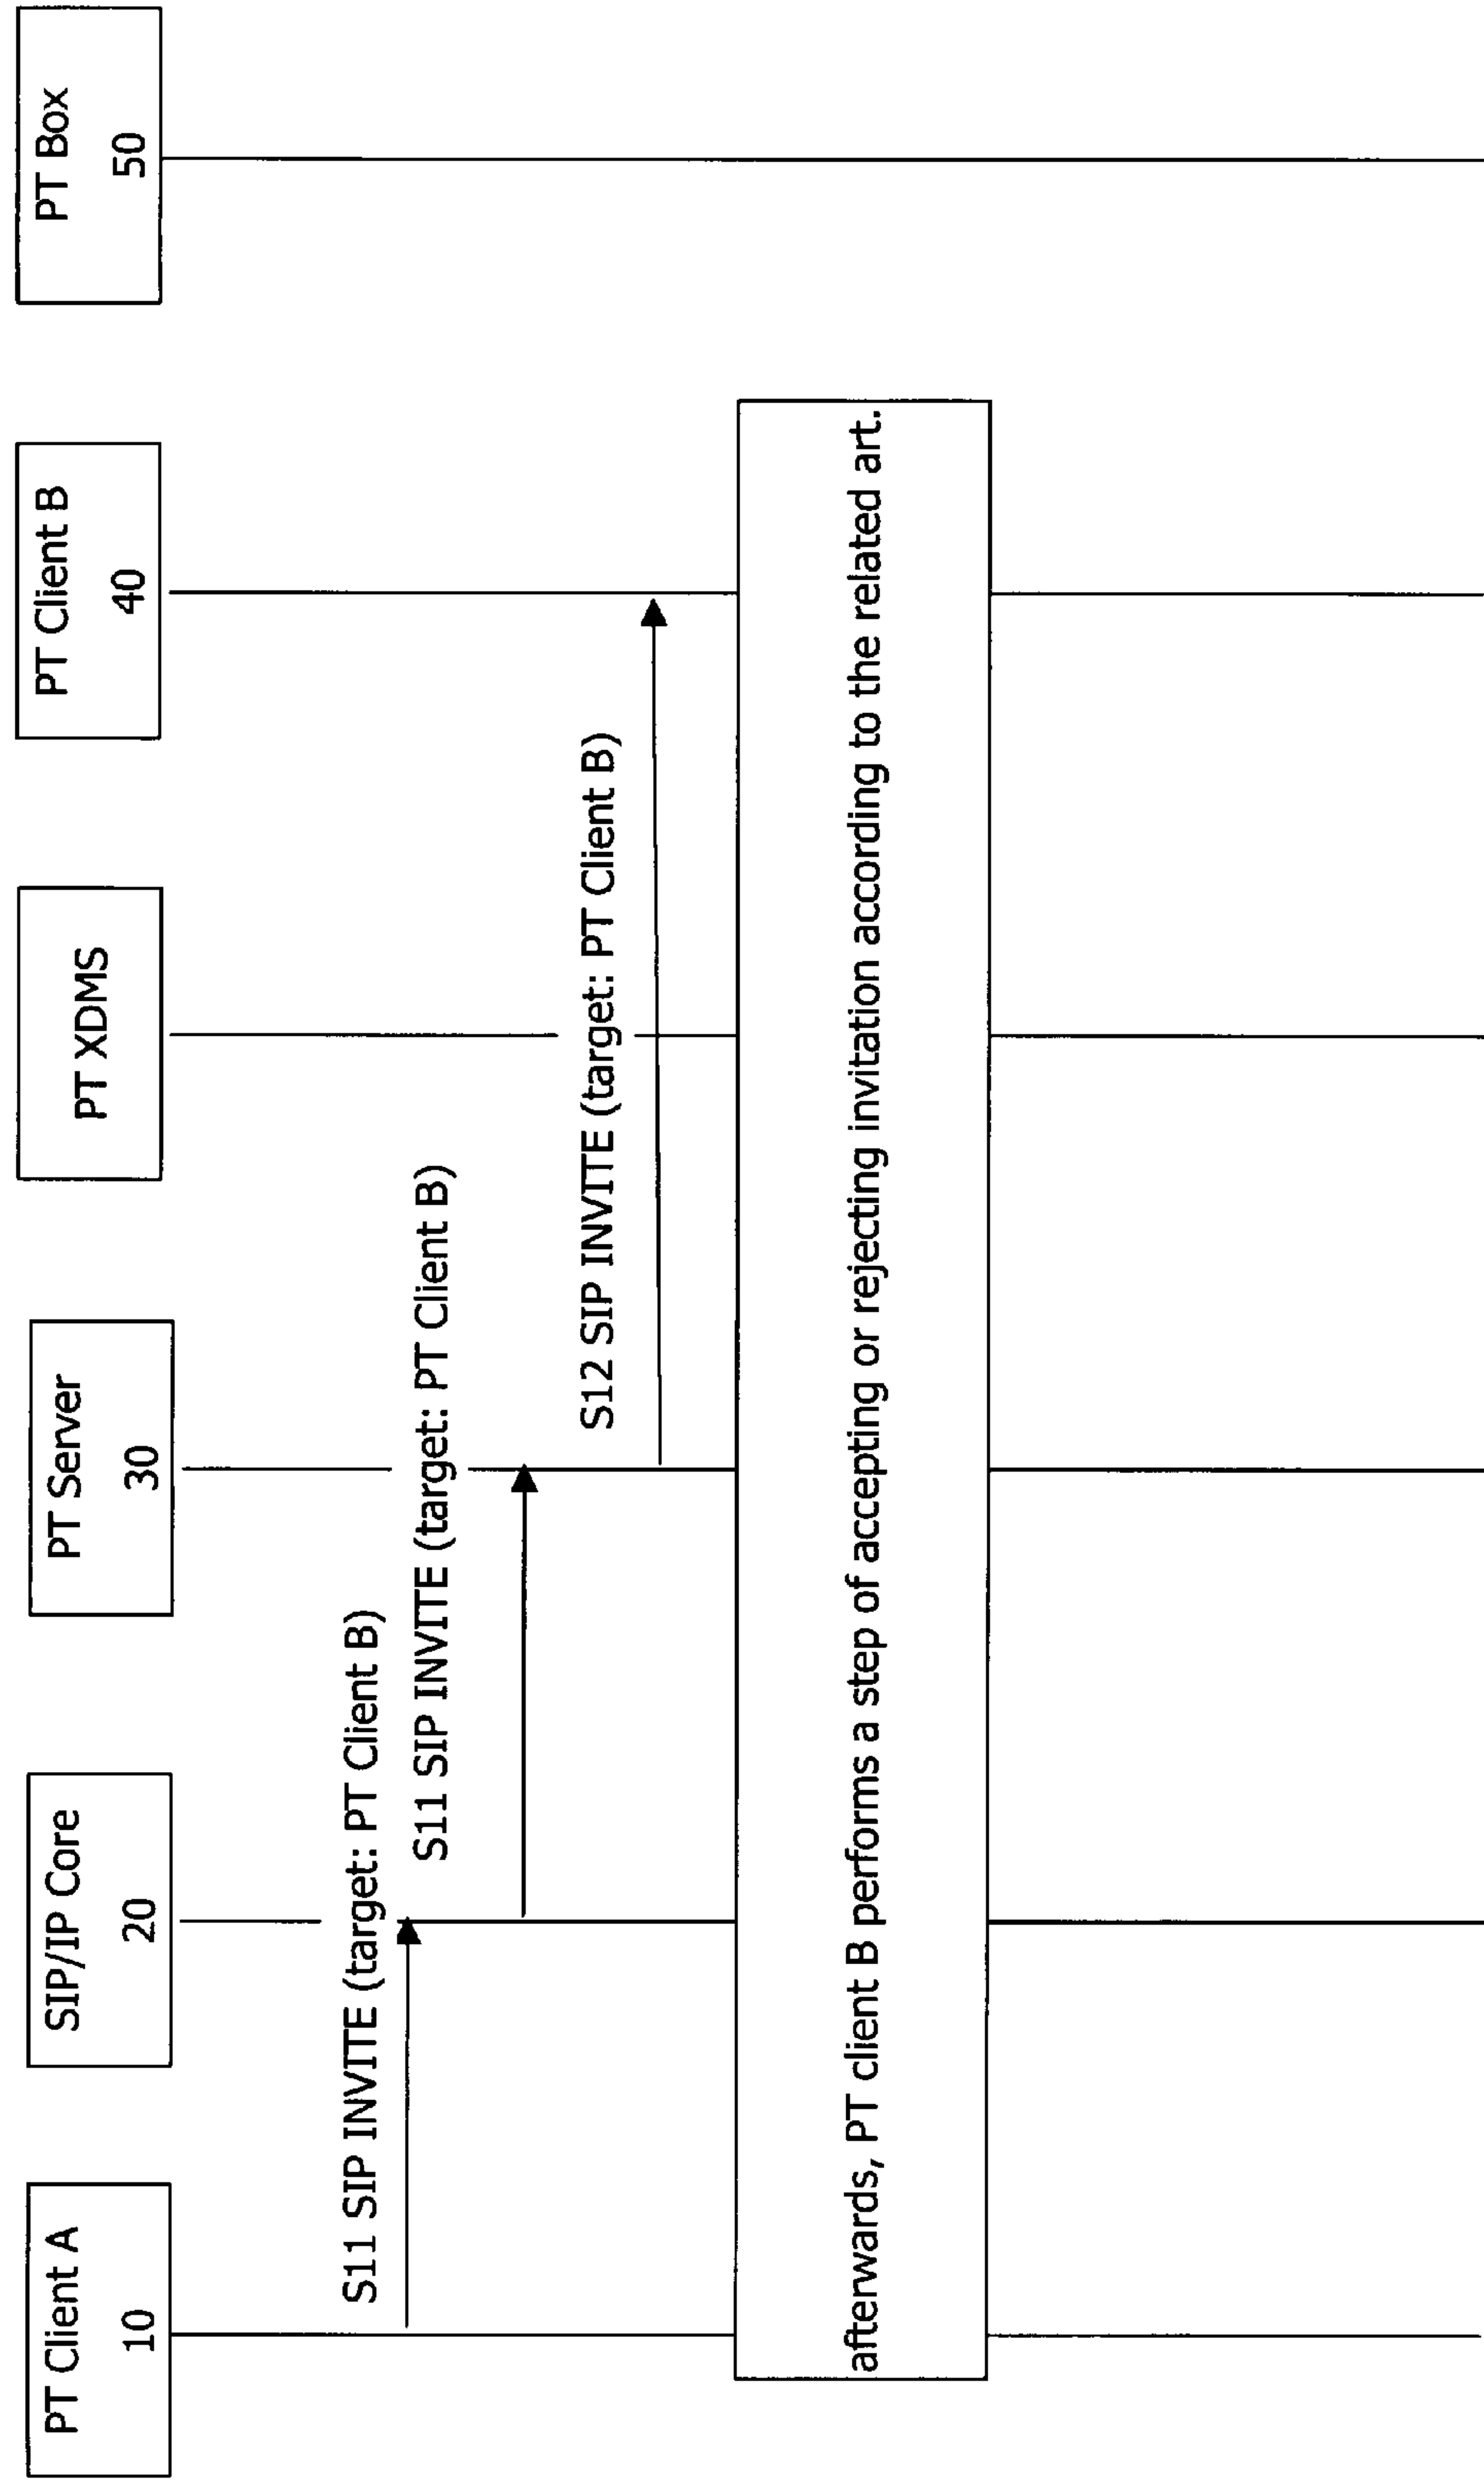 PT Client A
10
SIP/IP Core
20
PT Server
30
PT XDMS
PT Client B
40
PT Box
50
S11 SIP INVITE (target: PT Client B)
S11 SIP INVITE (target: PT Client B)
S12 SIP INVITE (target: PT Client B)
afterwards, PT client B performs a step of accepting or rejecting invitation according to the related art.